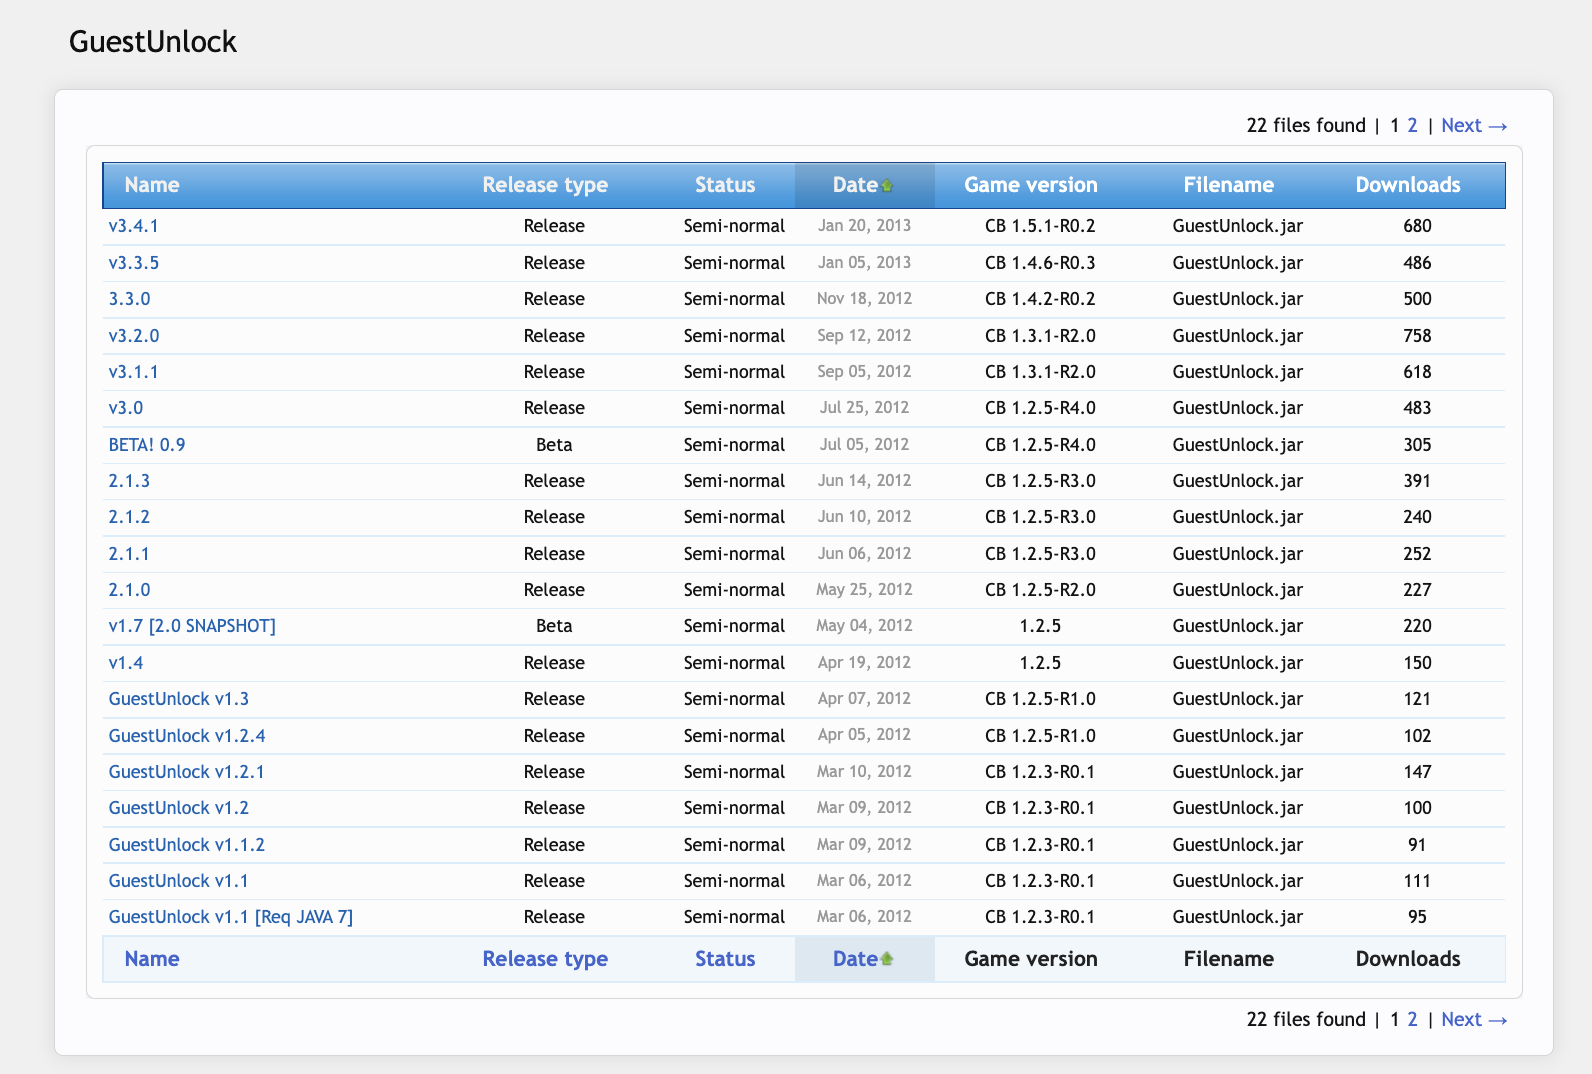 GuestUnlock
22 files found | 1 2 | Next →
Name Release type Status Date Game version Filename Downloads
v3.4.1 Release Semi-normal Jan 20, 2013 CB 1.5.1-R0.2 GuestUnlock.jar 680
v3.3.5 Release Semi-normal Jan 05, 2013 CB 1.4.6-R0.3 GuestUnlock.jar 486
3.3.0 Release Semi-normal Nov 18, 2012 CB 1.4.2-R0.2 GuestUnlock.jar 500
v3.2.0 Release Semi-normal Sep 12, 2012 CB 1.3.1-R2.0 GuestUnlock.jar 758
v3.1.1 Release Semi-normal Sep 05, 2012 CB 1.3.1-R2.0 GuestUnlock.jar 618
v3.0 Release Semi-normal Jul 25, 2012 CB 1.2.5-R4.0 GuestUnlock.jar 483
BETA! 0.9 Beta Semi-normal Jul 05, 2012 CB 1.2.5-R4.0 GuestUnlock.jar 305
2.1.3 Release Semi-normal Jun 14, 2012 CB 1.2.5-R3.0 GuestUnlock.jar 391
2.1.2 Release Semi-normal Jun 10, 2012 CB 1.2.5-R3.0 GuestUnlock.jar 240
2.1.1 Release Semi-normal Jun 06, 2012 CB 1.2.5-R3.0 GuestUnlock.jar 252
2.1.0 Release Semi-normal May 25, 2012 CB 1.2.5-R2.0 GuestUnlock.jar 227
v1.7 [2.0 SNAPSHOT] Beta Semi-normal May 04, 2012 1.2.5 GuestUnlock.jar 220
v1.4 Release Semi-normal Apr 19, 2012 1.2.5 GuestUnlock.jar 150
GuestUnlock v1.3 Release Semi-normal Apr 07, 2012 CB 1.2.5-R1.0 GuestUnlock.jar 121
GuestUnlock v1.2.4 Release Semi-normal Apr 05, 2012 CB 1.2.5-R1.0 GuestUnlock.jar 102
GuestUnlock v1.2.1 Release Semi-normal Mar 10, 2012 CB 1.2.3-R0.1 GuestUnlock.jar 147
GuestUnlock v1.2 Release Semi-normal Mar 09, 2012 CB 1.2.3-R0.1 GuestUnlock.jar 100
GuestUnlock v1.1.2 Release Semi-normal Mar 09, 2012 CB 1.2.3-R0.1 GuestUnlock.jar 91
GuestUnlock v1.1 Release Semi-normal Mar 06, 2012 CB 1.2.3-R0.1 GuestUnlock.jar 111
GuestUnlock v1.1 [Req JAVA 7] Release Semi-normal Mar 06, 2012 CB 1.2.3-R0.1 GuestUnlock.jar 95
Name Release type Status Date Game version Filename Downloads
22 files found | 1 2 | Next →